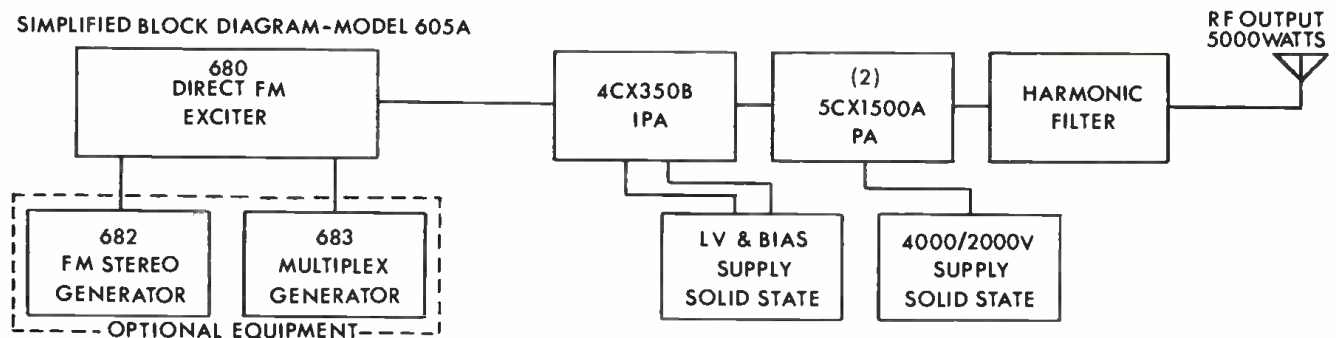 SIMPLIFIED BLOCK DIAGRAM-MODEL 605A
RF OUTPUT
5000WATTS
680
DIRECT FM
EXCITER
4CX350B
IPA
(2)
5CX1500A
PA
HARMONIC
FILTER
682
FM STEREO
GENERATOR
683
MULTIPLEX
GENERATOR
LV & BIAS
SUPPLY
SOLID STATE
4000/2000V
SUPPLY
SOLID STATE
OPTIONAL EQUIPMENT